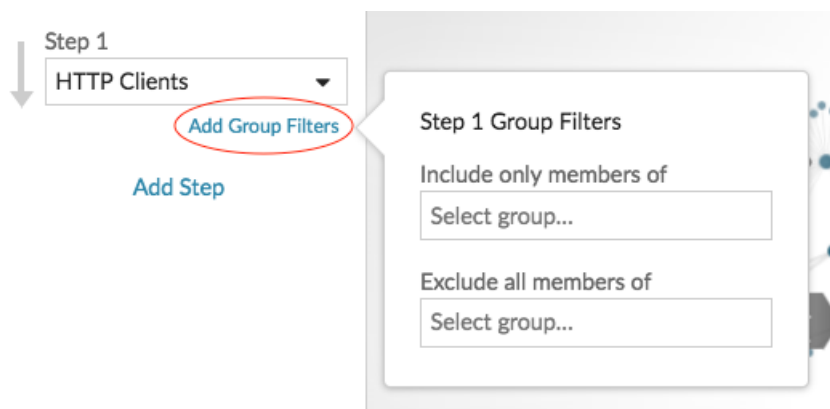 Step 1
HTTP Clients
Add Group Filters
Add Step
Step 1 Group Filters
Include only members of
Select group...
Exclude all members of
Select group...